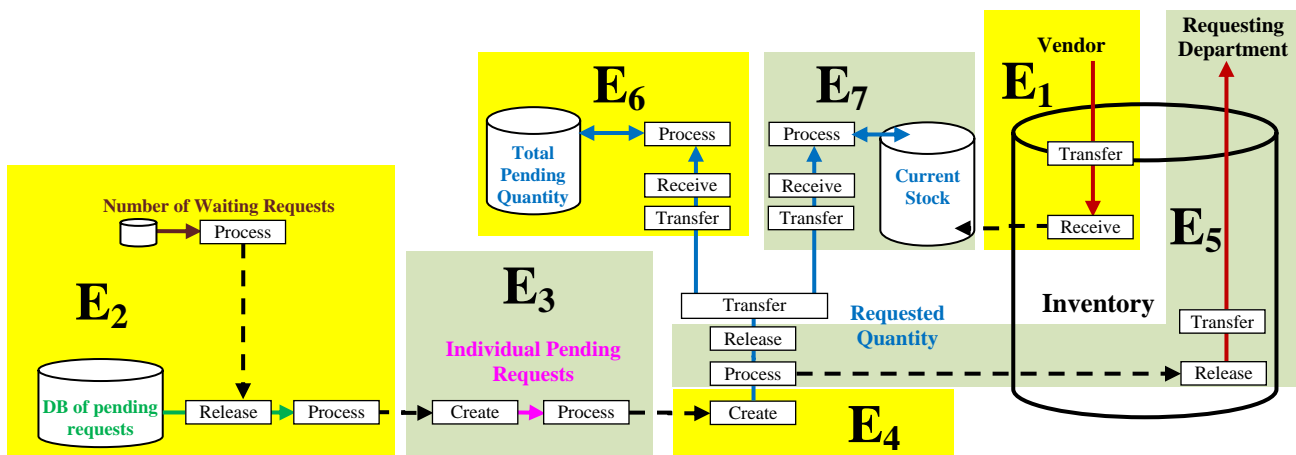 Vendor
Requesting
Department
E1
E6
E7
Process
Process
Total
Pending
Quantity
Current
Stock
Transfer
Receive
Receive
Transfer
Transfer
Receive
E5
Number of Waiting Requests
Process
E2
E3
Transfer
Requested
Quantity
Inventory
Transfer
Release
Individual Pending
Requests
Process
Release
DB of pending
requests
Release
Process
Create
Process
Create
E4